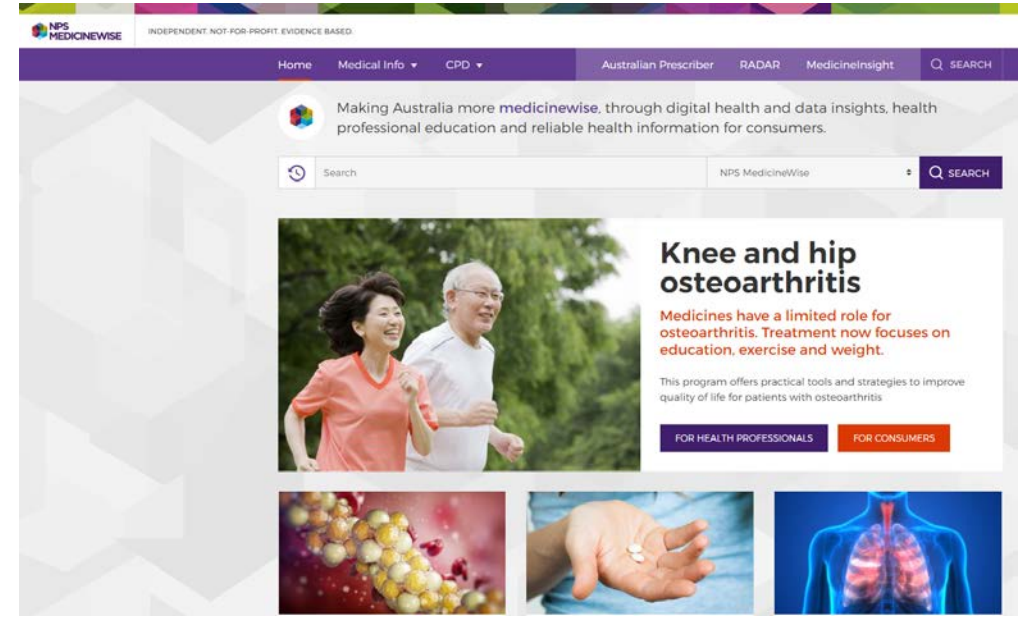 NPS
MEDICINEWISE
INDEPENDENT. NOT-FOR-PROFIT. EVIDENCE BASED.
Home Medical Info CPD Australian Prescriber RADAR MedicineInsight SEARCH
Making Australia more medicinewise, through digital health and data insights, health
professional education and reliable health information for consumers.
Search NPS MedicineWise SEARCH
Knee and hip
osteoarthritis
Medicines have a limited role for
osteoarthritis. Treatment now focuses on
education, exercise and weight.
This program offers practical tools and strategies to improve
quality of life for patients with osteoarthritis
FOR HEALTH PROFESSIONALS FOR CONSUMERS